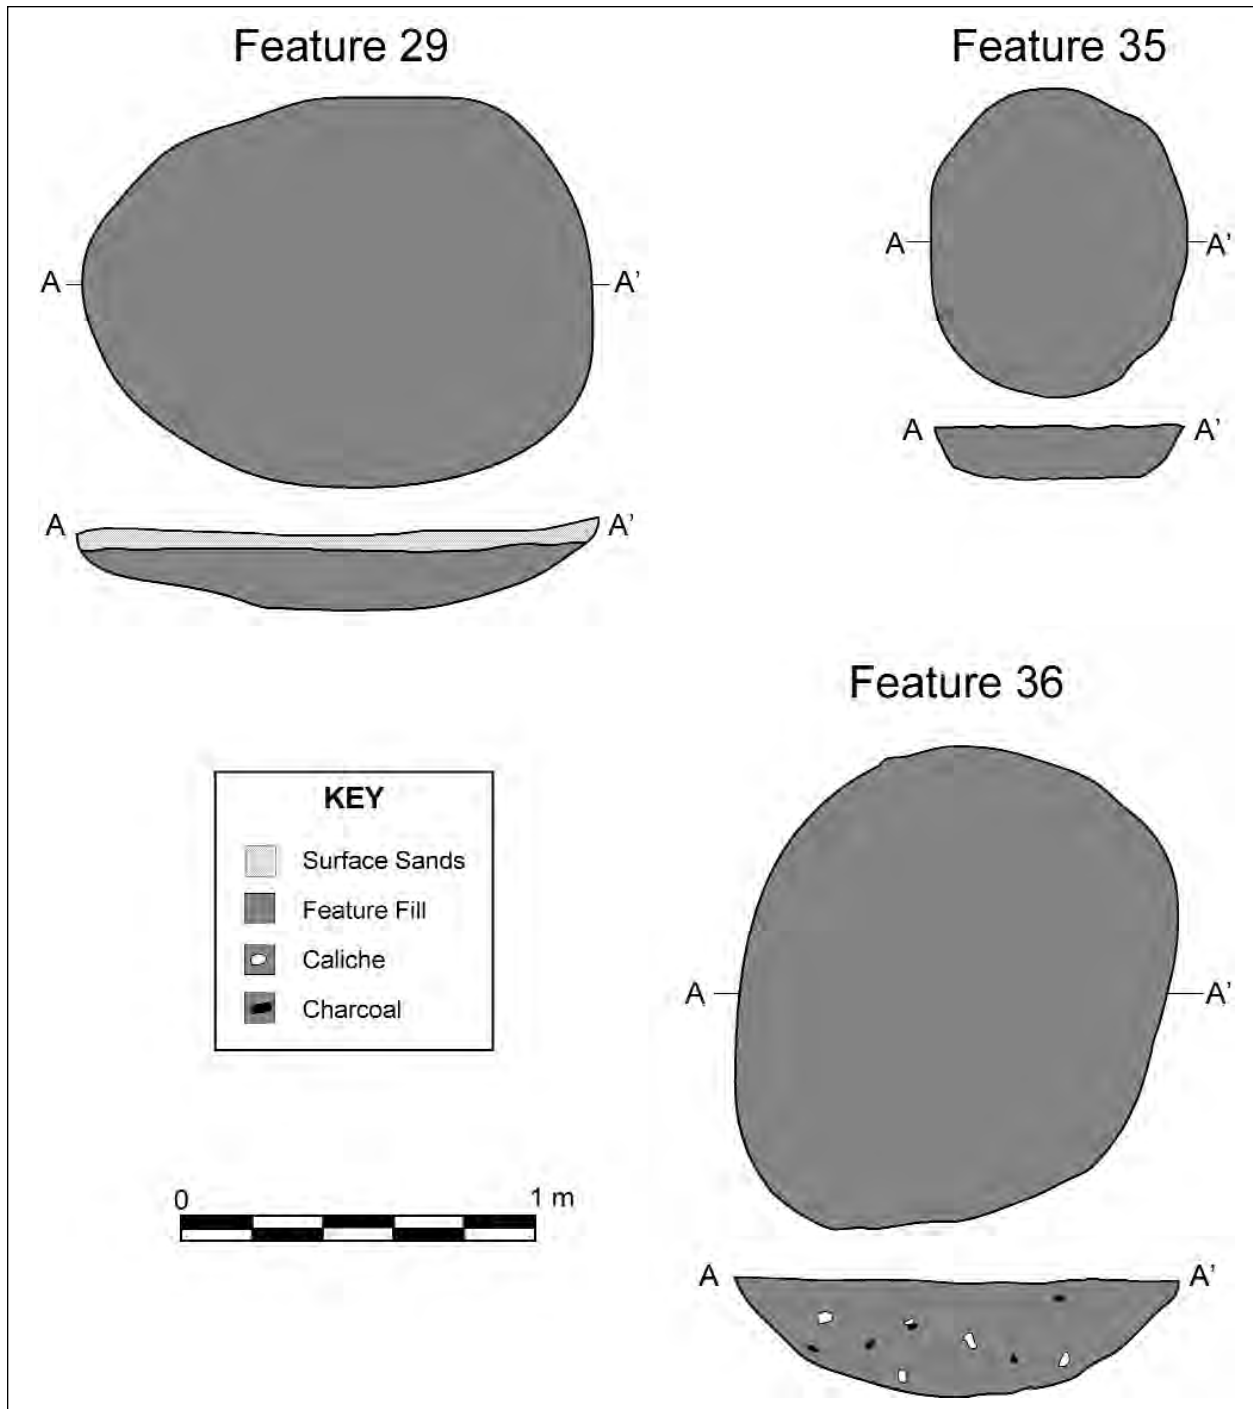 Feature 29
Feature 35
A
A'
A
A'
A
A'
A
A'
Feature 36
KEY
Surface Sands
Feature Fill
Caliche
Charcoal
A
A'
0
1 m
A
A'